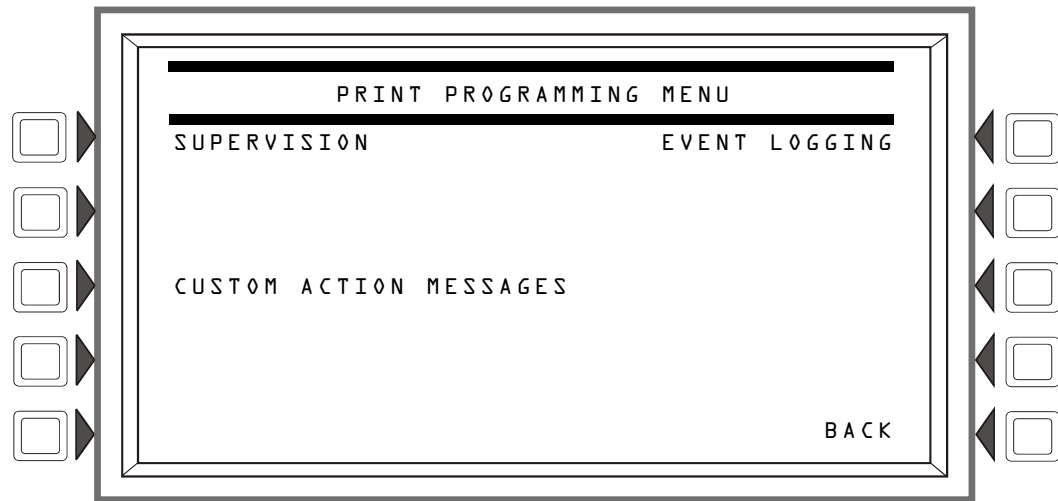 PRINT PROGRAMMING MENU
SUPERVISION EVENT LOGGING
CUSTOM ACTION MESSAGES
BACK